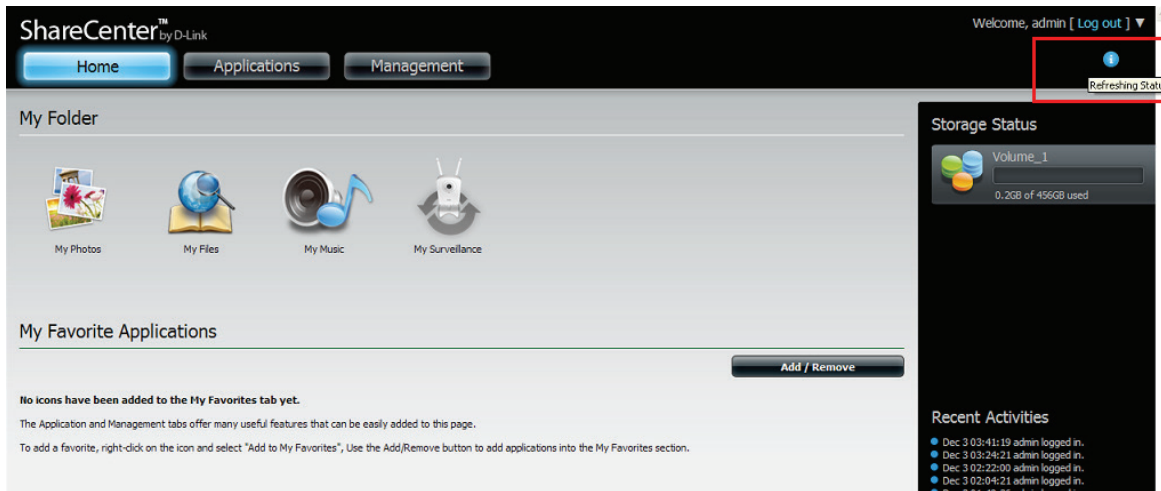 ShareCenter™ by D-Link
Welcome, admin [ Log out ] ▼
Home
Applications
Management
Refreshing
My Folder
My Photos
My Files
My Music
My Surveillance
My Favorite Applications
Add / Remove
No icons have been added to the My Favorites tab yet.
The Application and Management tabs offer many useful features that can be easily added to this page.
To add a favorite, right-click on the icon and select "Add to My Favorites", Use the Add/Remove button to add applications into the My Favorites section.
Storage Status
Volume_1
0.2GB of 456GB used
Recent Activities
Dec 3 03:41:19 admin logged in.
Dec 3 03:24:21 admin logged in.
Dec 3 02:22:00 admin logged in.
Dec 3 02:04:21 admin logged in.